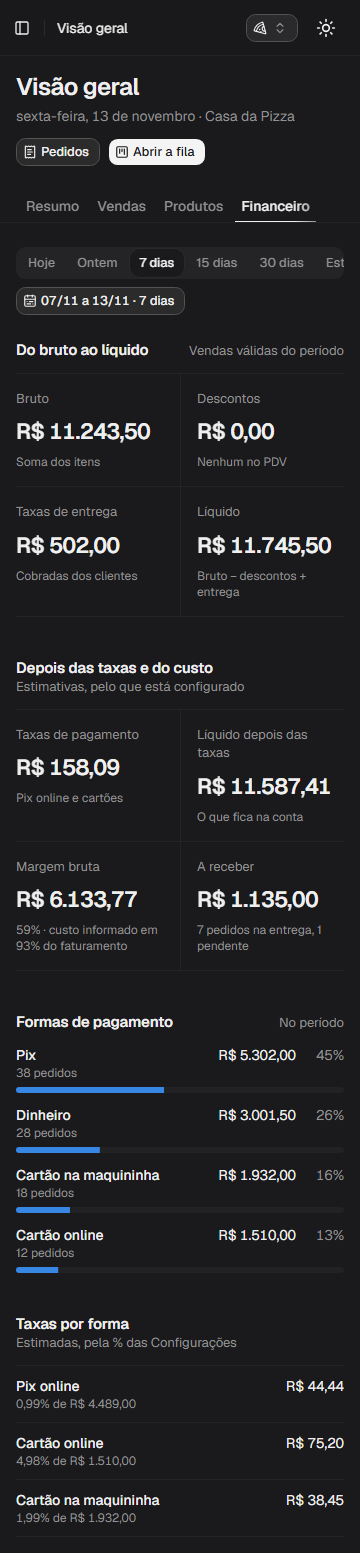 Visão geral
Visão geral
sexta-feira, 13 de novembro · Casa da Pizza
Pedidos
Abrir a fila
Resumo Vendas Produtos Financeiro
Hoje Ontem 7 dias 15 dias 30 dias Est
07/11 a 13/11 · 7 dias
Do bruto ao líquido Vendas válidas do período
Bruto
R$ 11.243,50
Soma dos itens
Descontos
R$ 0,00
Nenhum no PDV
Taxas de entrega
R$ 502,00
Cobradas dos clientes
Líquido
R$ 11.745,50
Bruto − descontos +
entrega
Depois das taxas e do custo
Estimativas, pelo que está configurado
Taxas de pagamento
R$ 158,09
Pix online e cartões
Líquido depois das
taxas
R$ 11.587,41
O que fica na conta
Margem bruta
R$ 6.133,77
59% · custo informado em
93% do faturamento
A receber
R$ 1.135,00
7 pedidos na entrega, 1
pendente
Formas de pagamento No período
Pix R$ 5.302,00 45%
38 pedidos
Dinheiro R$ 3.001,50 26%
28 pedidos
Cartão na maquininha R$ 1.932,00 16%
18 pedidos
Cartão online R$ 1.510,00 13%
12 pedidos
Taxas por forma
Estimadas, pela % das Configurações
Pix online R$ 44,44
0,99% de R$ 4.489,00
Cartão online R$ 75,20
4,98% de R$ 1.510,00
Cartão na maquininha R$ 38,45
1,99% de R$ 1.932,00